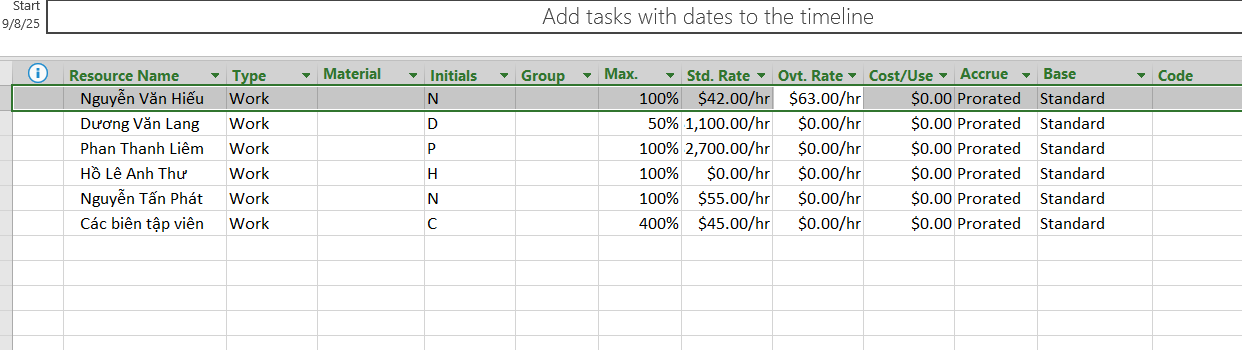 Start
9/8/25
Add tasks with dates to the timeline
Resource Name Type Material Initials Group Max. Std. Rate Ovt. Rate Cost/Use Accrue Base Code
Nguyễn Văn Hiếu Work N 100% $42.00/hr $63.00/hr $0.00 Prorated Standard
Dương Văn Lang Work D 50% 1,100.00/hr $0.00/hr $0.00 Prorated Standard
Phan Thanh Liêm Work P 100% 2,700.00/hr $0.00/hr $0.00 Prorated Standard
Hồ Lê Anh Thư Work H 100% $0.00/hr $0.00/hr $0.00 Prorated Standard
Nguyễn Tấn Phát Work N 100% $55.00/hr $0.00/hr $0.00 Prorated Standard
Các biên tập viên Work C 400% $45.00/hr $0.00/hr $0.00 Prorated Standard